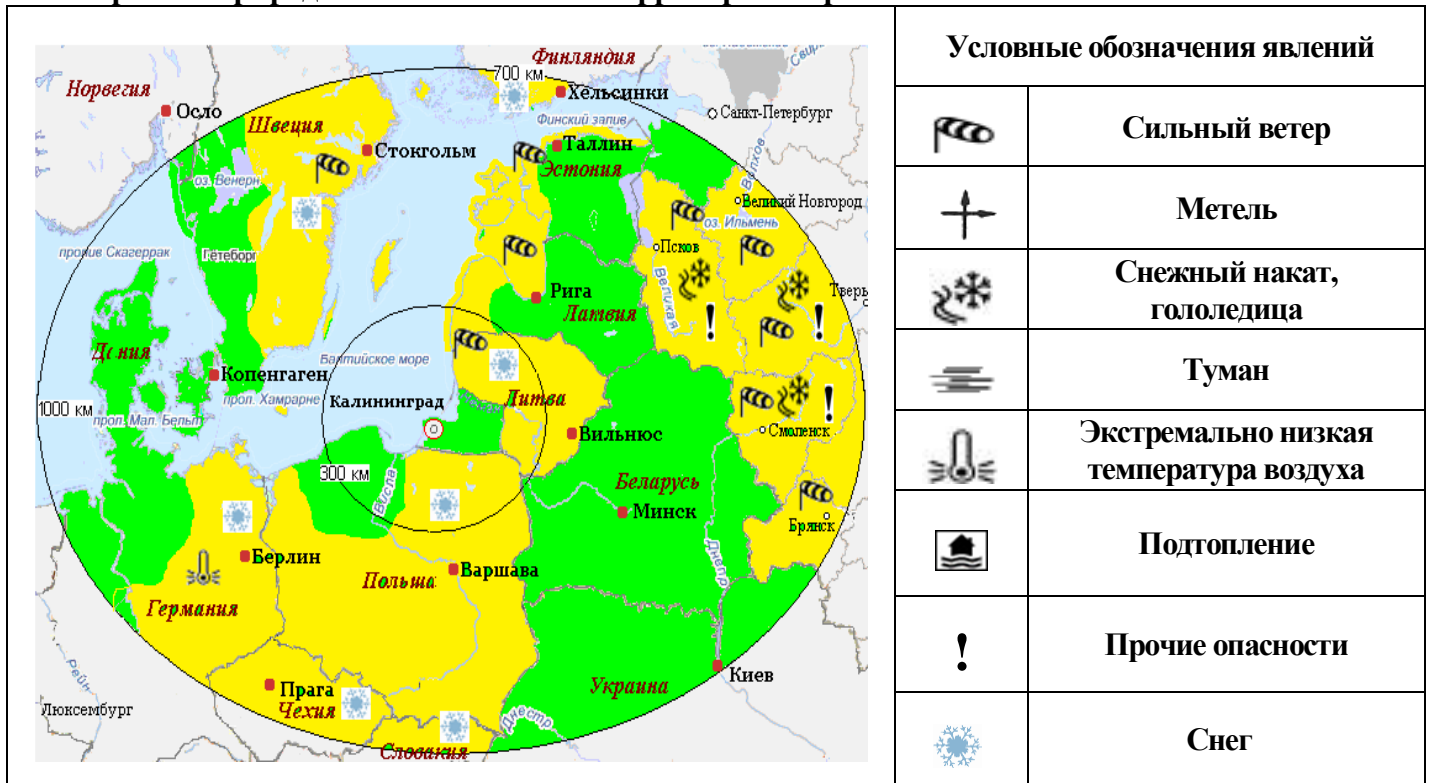 Финляндия
700 км
Хельсинки
Норвегия
Осло
Санкт-Петербург
Швеция
Финский залив
Волхов
Стокгольм
Таллин
Эстония
оз. Венерн
Великий Новгород
оз. Ильмень
Псков
пролив Скагеррак
Гетеборг
Великая
Тверь
Рига
Латвия
Дания
Балтийское море
Копенгаген
прол. Хамрарне
Калининград
Литва
1000 км
прол. Мал. Бельт
Вильнюс
Смоленск
300 км
Висла
Беларусь
Минск
Брянск
Берлин
Днепр
Варшава
Польша
Германия
Рейн
Киев
Прага
Украина
Чехия
Люксембург
Днестр
Словакия
Условные обозначения явлений
Сильный ветер
Метель
Снежный накат,
гололедица
Туман
Экстремально низкая
температура воздуха
Подтопление
! Прочие опасности
Снег